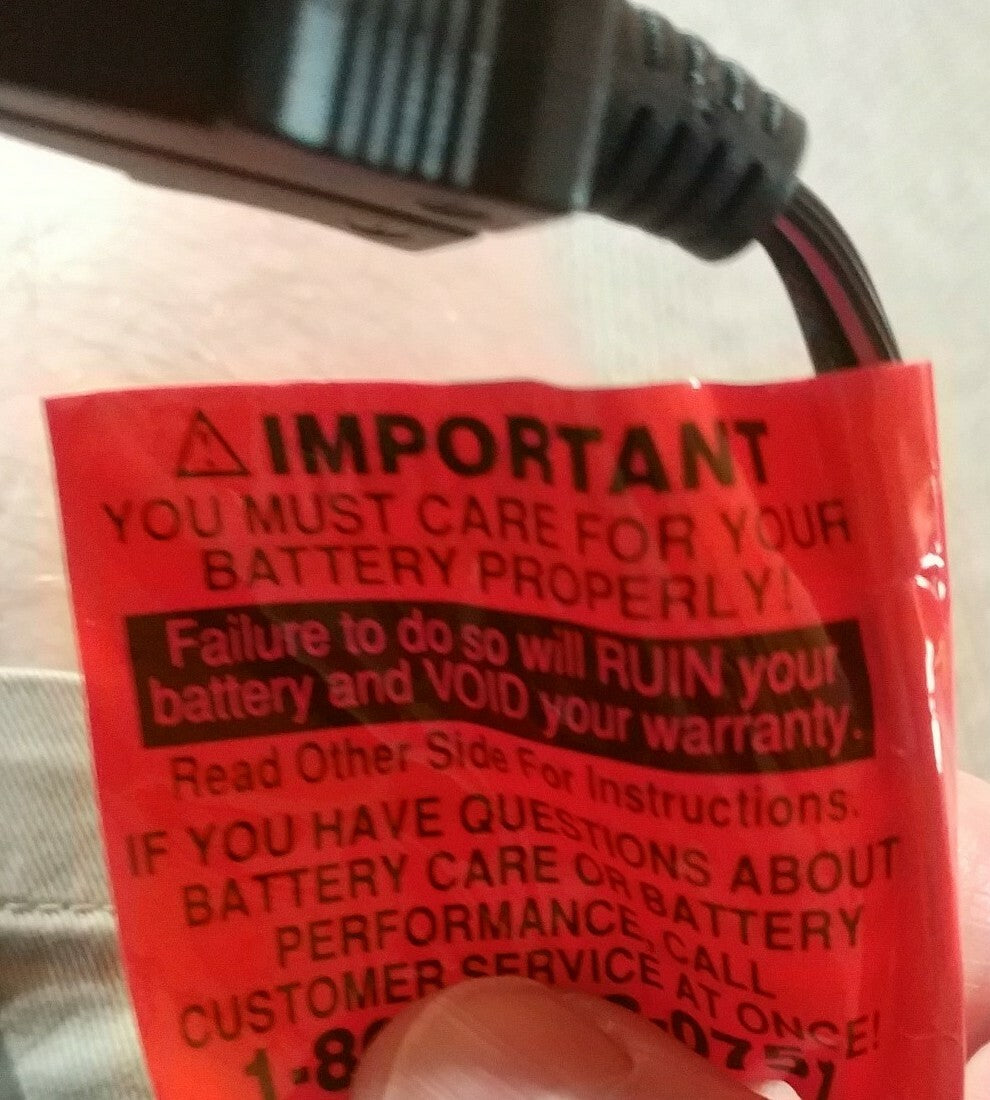 IMPORTANT
YOU MUST CARE FOR YOUR
BATTERY PROPERLY!
Failure to do so will RUIN your
battery and VOID your warranty.
Read Other Side For Instructions.
IF YOU HAVE QUESTIONS ABOUT
BATTERY CARE OR BATTERY
PERFORMANCE, CALL
CUSTOMER SERVICE AT ONCE!